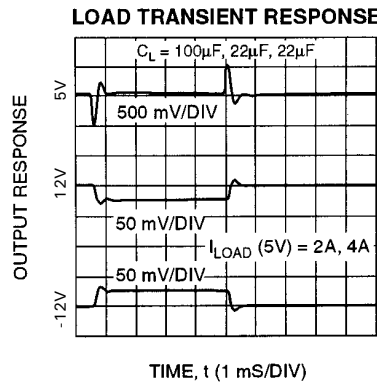 LOAD TRANSIENT RESPONSE
C_L = 100μF, 22μF, 22μF
5V
500 mV/DIV
OUTPUT RESPONSE
12V
50 mV/DIV
I_LOAD (5V) = 2A, 4A
50 mV/DIV
-12V
TIME, t (1 mS/DIV)